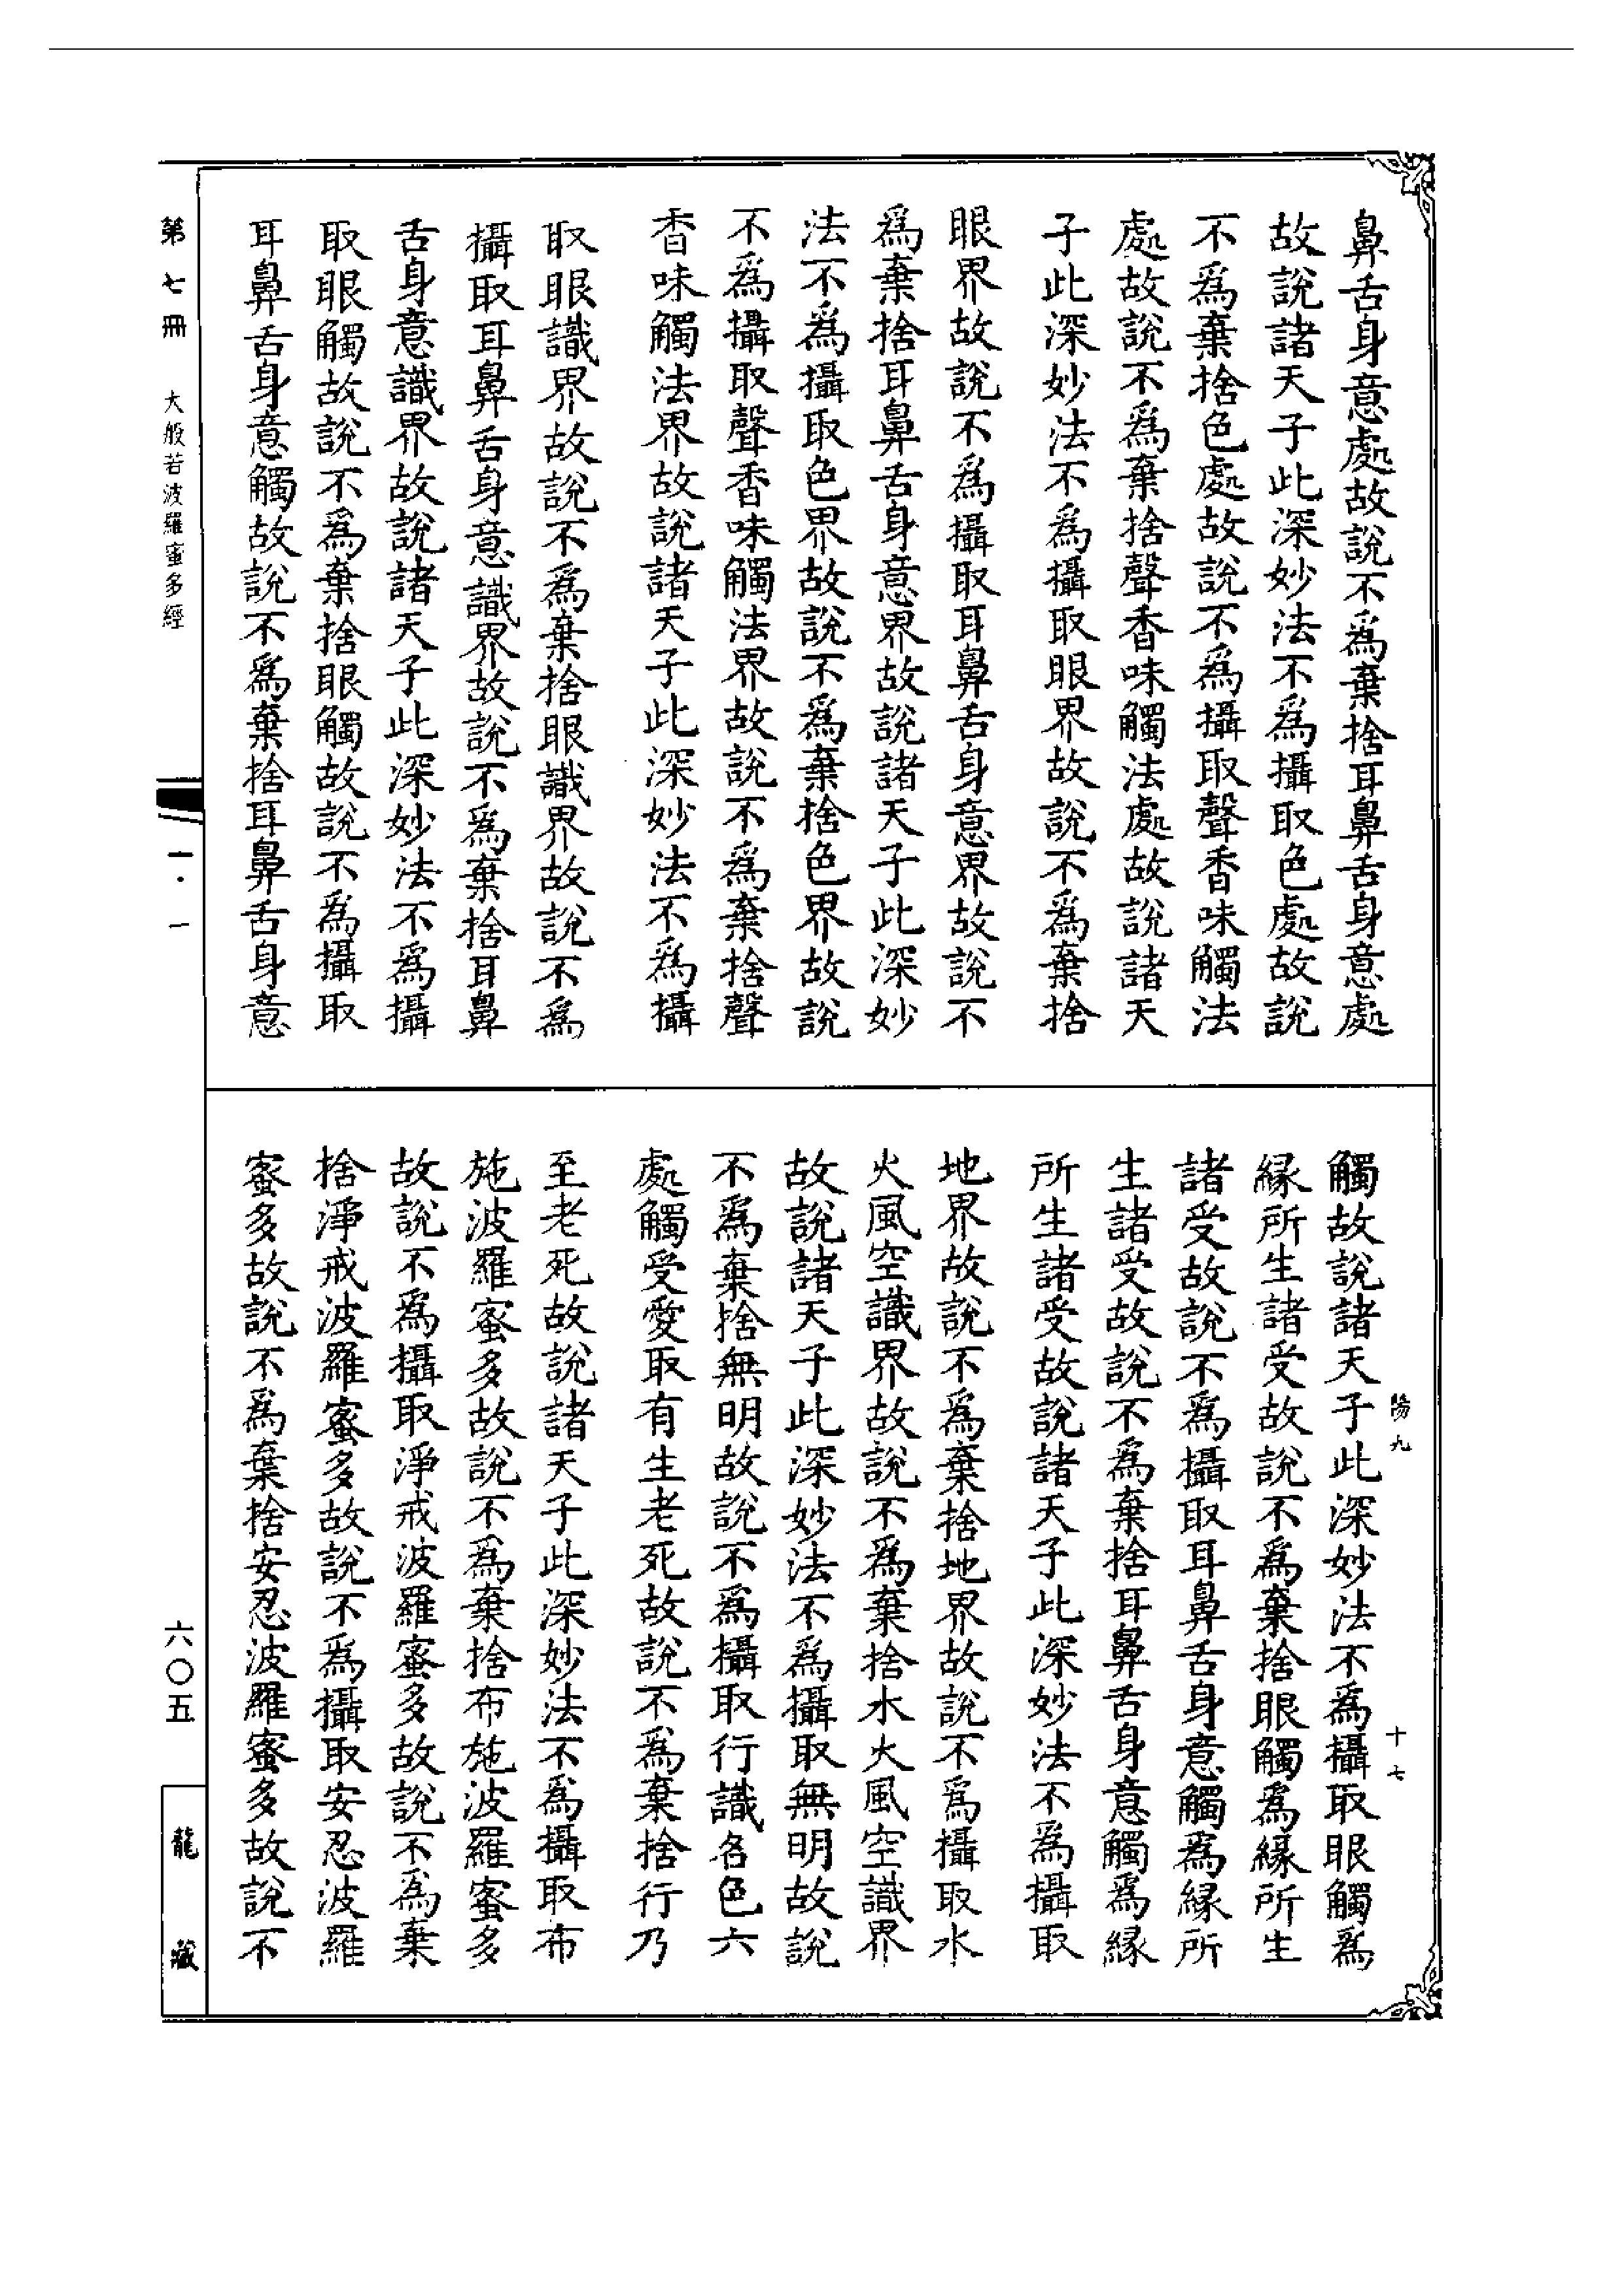 鼻舌身意處故說不爲棄捨耳鼻舌身意處
故說諸天子此深妙法不爲攝取色處故說
不爲棄捨色處故說不爲攝取聲香味觸法
處故說不爲棄捨聲香味觸法處故說諸天
子此深妙法不爲攝取眼界故說不爲棄捨
眼界故說不爲攝取耳鼻舌身意界故說不
爲棄捨耳鼻舌身意界故說諸天子此深妙
法不爲攝取色界故說不爲棄捨色界故說
不爲攝取聲香味觸法界故說不爲棄捨聲
香味觸法界故說諸天子此深妙法不爲攝
取眼識界故說不爲棄捨眼識界故說不爲
攝取耳鼻舌身意識界故說不爲棄捨耳鼻
舌身意識界故說諸天子此深妙法不爲攝
取眼觸故說不爲棄捨眼觸故說不爲攝取
耳鼻舌身意觸故說不爲棄捨耳鼻舌身意
陽九 十七
觸故說諸天子此深妙法不爲攝取眼觸爲
緣所生諸受故說不爲棄捨眼觸爲緣所生
諸受故說不爲攝取耳鼻舌身意觸爲緣所
生諸受故說不爲棄捨耳鼻舌身意觸爲緣
所生諸受故說諸天子此深妙法不爲攝取
地界故說不爲棄捨地界故說不爲攝取水
火風空識界故說不爲棄捨水火風空識界
故說諸天子此深妙法不爲攝取無明故說
不爲棄捨無明故說不爲攝取行識名色六
處觸受愛取有生老死故說不爲棄捨行乃
至老死故說諸天子此深妙法不爲攝取布
施波羅蜜多故說不爲棄捨布施波羅蜜多
故說不爲攝取淨戒波羅蜜多故說不爲棄
捨淨戒波羅蜜多故說不爲攝取安忍波羅
蜜多故說不爲棄捨安忍波羅蜜多故說不
第七冊 大般若波羅蜜多經
一·一
六〇五
龍藏